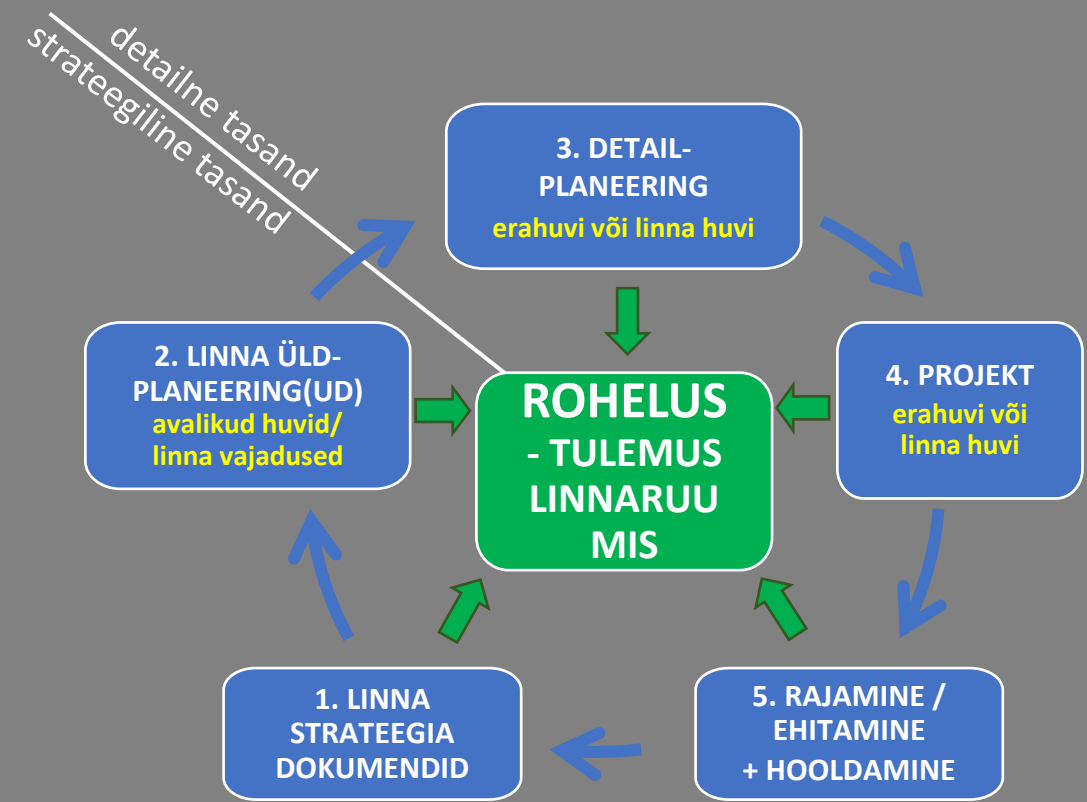 detailne tasand
strateegiline tasand
3. DETAIL-
PLANEERING
erahuvi või linna huvi
2. LINNA ÜLD-
PLANEERING(UD)
avalikud huvid/
linna vajadused
ROHELUS
- TULEMUS
LINNARUU
MIS
4. PROJEKT
erahuvi või
linna huvi
1. LINNA
STRATEEGIA
DOKUMENDID
5. RAJAMINE /
EHITAMINE
+ HOOLDAMINE